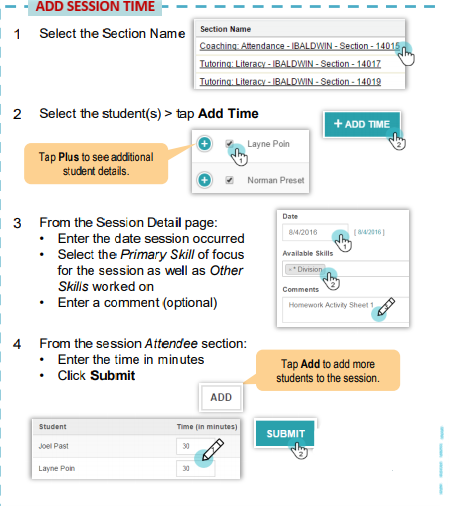 ADD SESSION TIME
1 Select the Section Name
Section Name
Coaching: Attendance - IBALDWIN - Section - 14015
Tutoring: Literacy - IBALDWIN - Section - 14017
Tutoring: Literacy - IBALDWIN - Section - 14019
2 Select the student(s) > tap Add Time
+ ADD TIME
2
Tap Plus to see additional
student details.
Layne Poin
1
Norman Preset
3 From the Session Detail page:
• Enter the date session occurred
• Select the Primary Skill of focus
for the session as well as Other
Skills worked on
• Enter a comment (optional)
Date
8/4/2016 [ 8/4/2016 ]
1
Available Skills
- * Division
2
Comments
Homework Activity Sheet 1
4 From the session Attendee section:
• Enter the time in minutes
• Click Submit
Tap Add to add more
students to the session.
ADD
Student Time (in minutes)
Joel Past 30
Layne Poin 30
SUBMIT
2